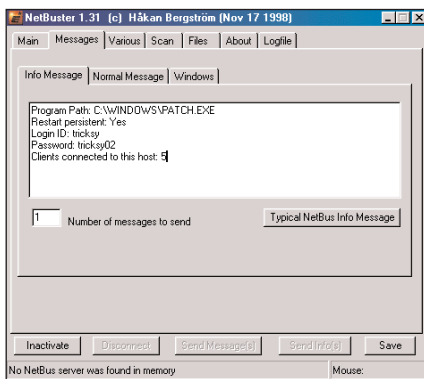 NetBuster 1.31 (c) Håkan Bergström (Nov 17 1998)
Main Messages Various Scan Files About Logfile
Info Message Normal Message Windows
Program Path: C:\WINDOWS\PATCH.EXE
Restart persistent: Yes
Login ID: tricksy
Password: tricksy02
Clients connected to this host: 5
1 Number of messages to send Typical NetBus Info Message
Inactivate Disconnect Send Message(s) Send Info(s) Save
No NetBus server was found in memory Mouse: